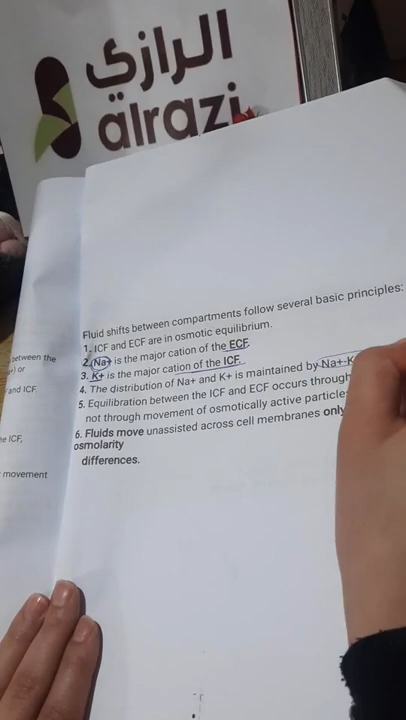 الرازي
alrazi
Fluid shifts between compartments follow several basic principles:
1. ICF and ECF are in osmotic equilibrium.
2. Na+ is the major cation of the ECF.
3. K+ is the major cation of the ICF.
4. The distribution of Na+ and K+ is maintained by Na+-K
5. Equilibration between the ICF and ECF occurs through
not through movement of osmotically active
6. Fluids move unassisted across cell membranes only
osmolarity
differences.
between the
) or
and ICF.
ICF,
movement